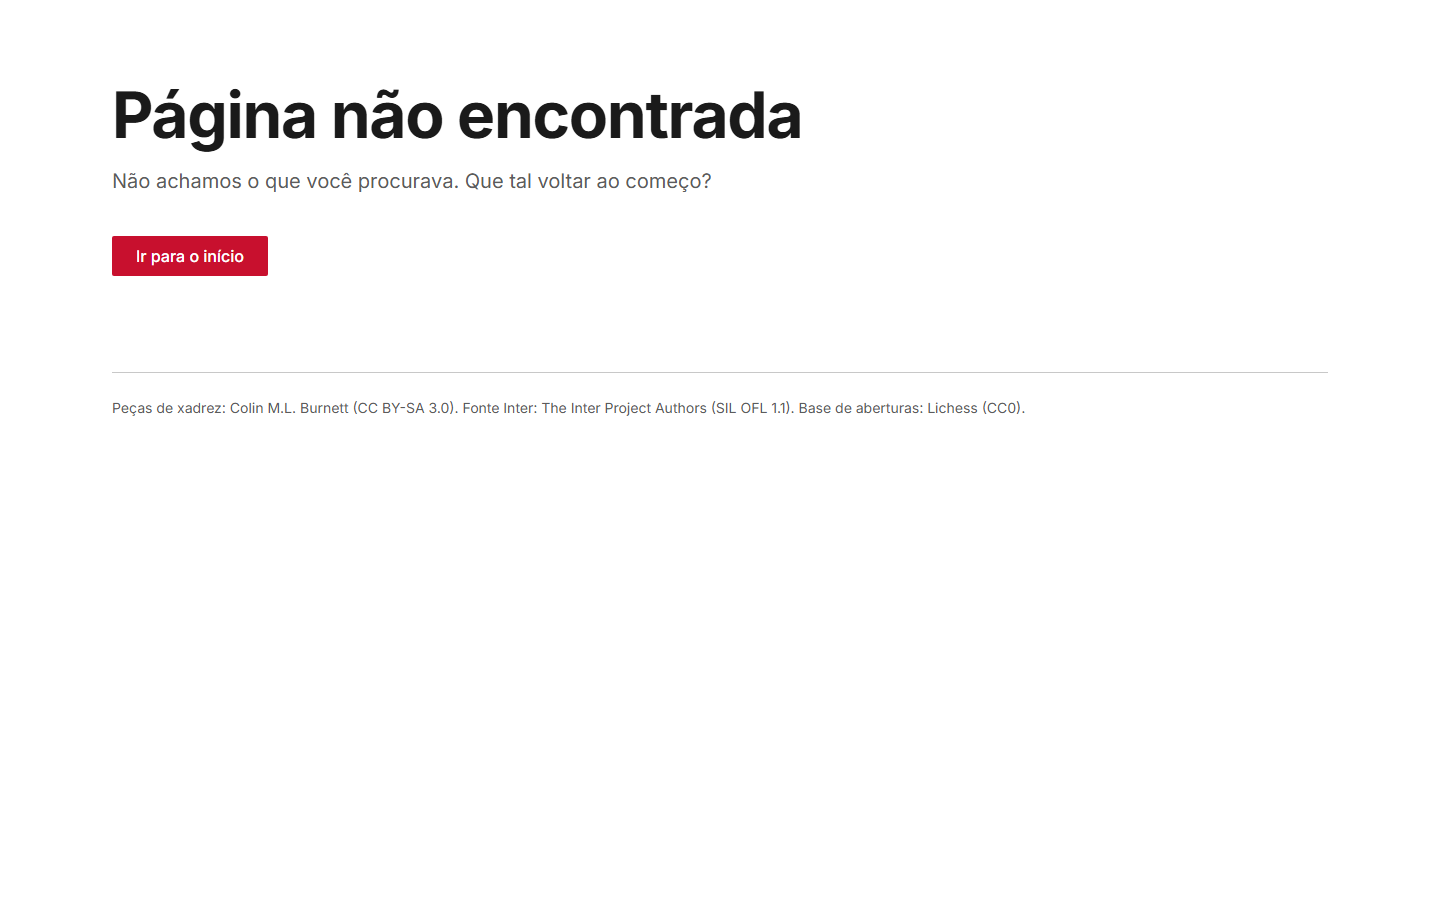 Página não encontrada
Não achamos o que você procurava. Que tal voltar ao começo?
Ir para o início
Peças de xadrez: Colin M.L. Burnett (CC BY-SA 3.0). Fonte Inter: The Inter Project Authors (SIL OFL 1.1). Base de aberturas: Lichess (CC0).